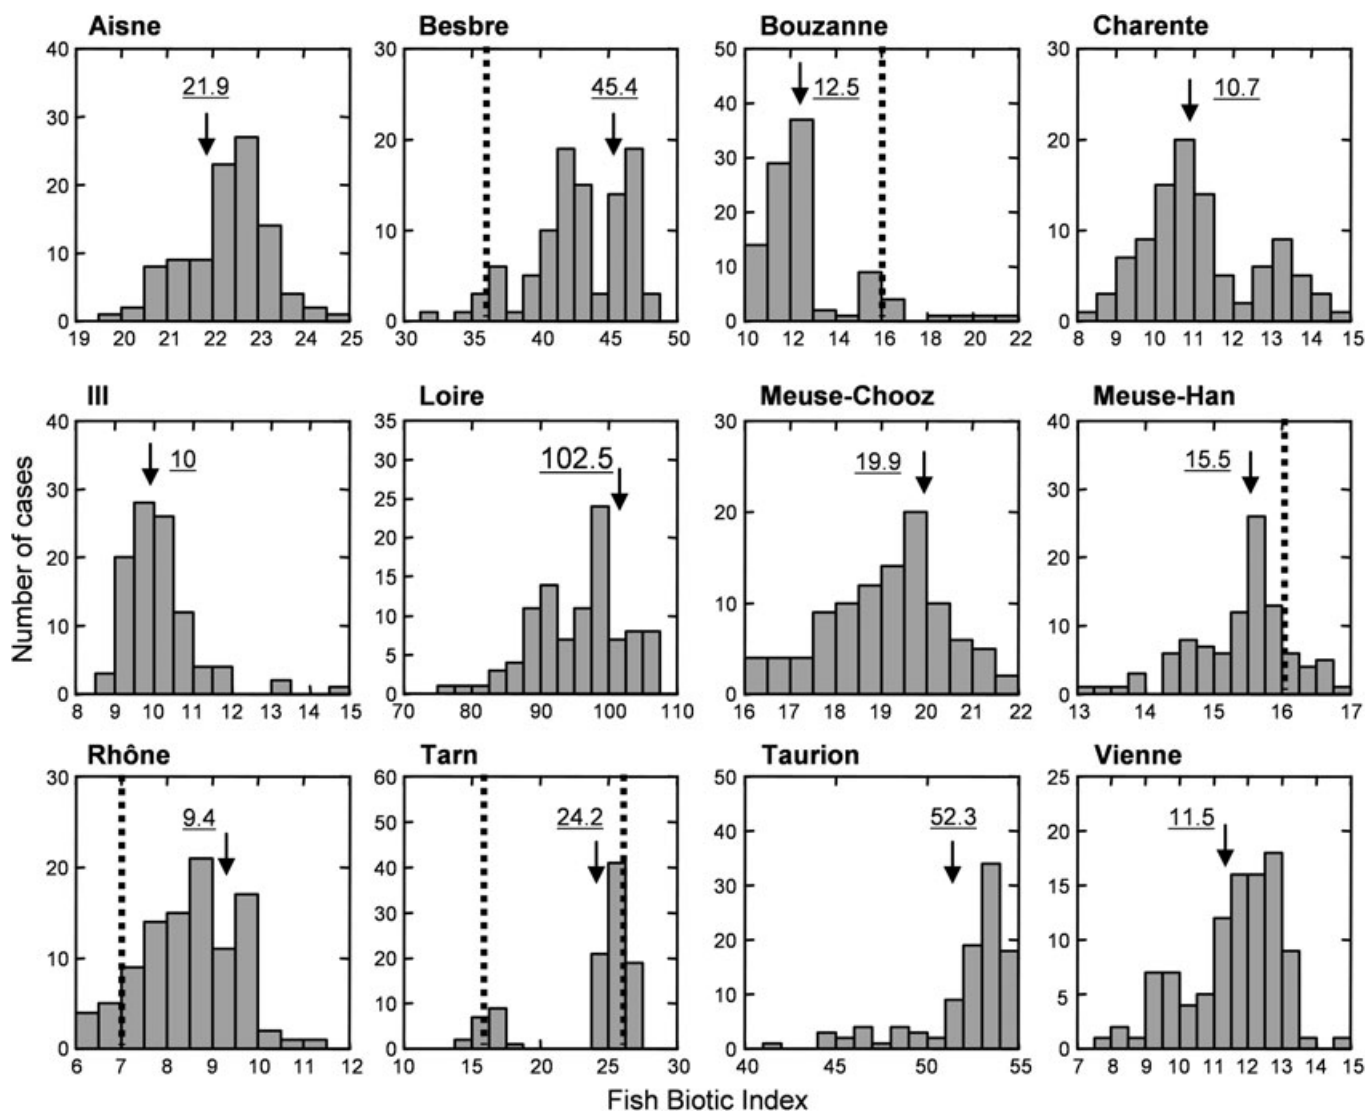 Aisne Besbre Bouzanne Charente
40 30 50 30
21.9 45.4 12.5 10.7
30 20 40 20
20 10 30 10
10 20
10
0 0 0 0
19 20 21 22 23 24 25 30 40 50 10 12 14 16 18 20 22 8 9 10 11 12 13 14 15
Ill Loire Meuse-Chooz Meuse-Han
40 35 30 40
10 102.5 19.9 15.5
30 30 20 30
25
20 20 10 20
15
10 10 10
5
0 0 0 0
8 9 10 11 12 13 14 15 70 80 90 100 110 16 17 18 19 20 21 22 13 14 15 16 17
Number of cases
Rhône Tarn Taurion Vienne
30 60 50 25
9.4 24.2 52.3 11.5
20 50 40 20
40 30 15
10 30 20 10
20 10 5
10
0 0 0 0
6 7 8 9 10 11 12 10 15 20 25 30 40 45 50 55 7 8 9 10 11 12 13 14 15
Fish Biotic Index